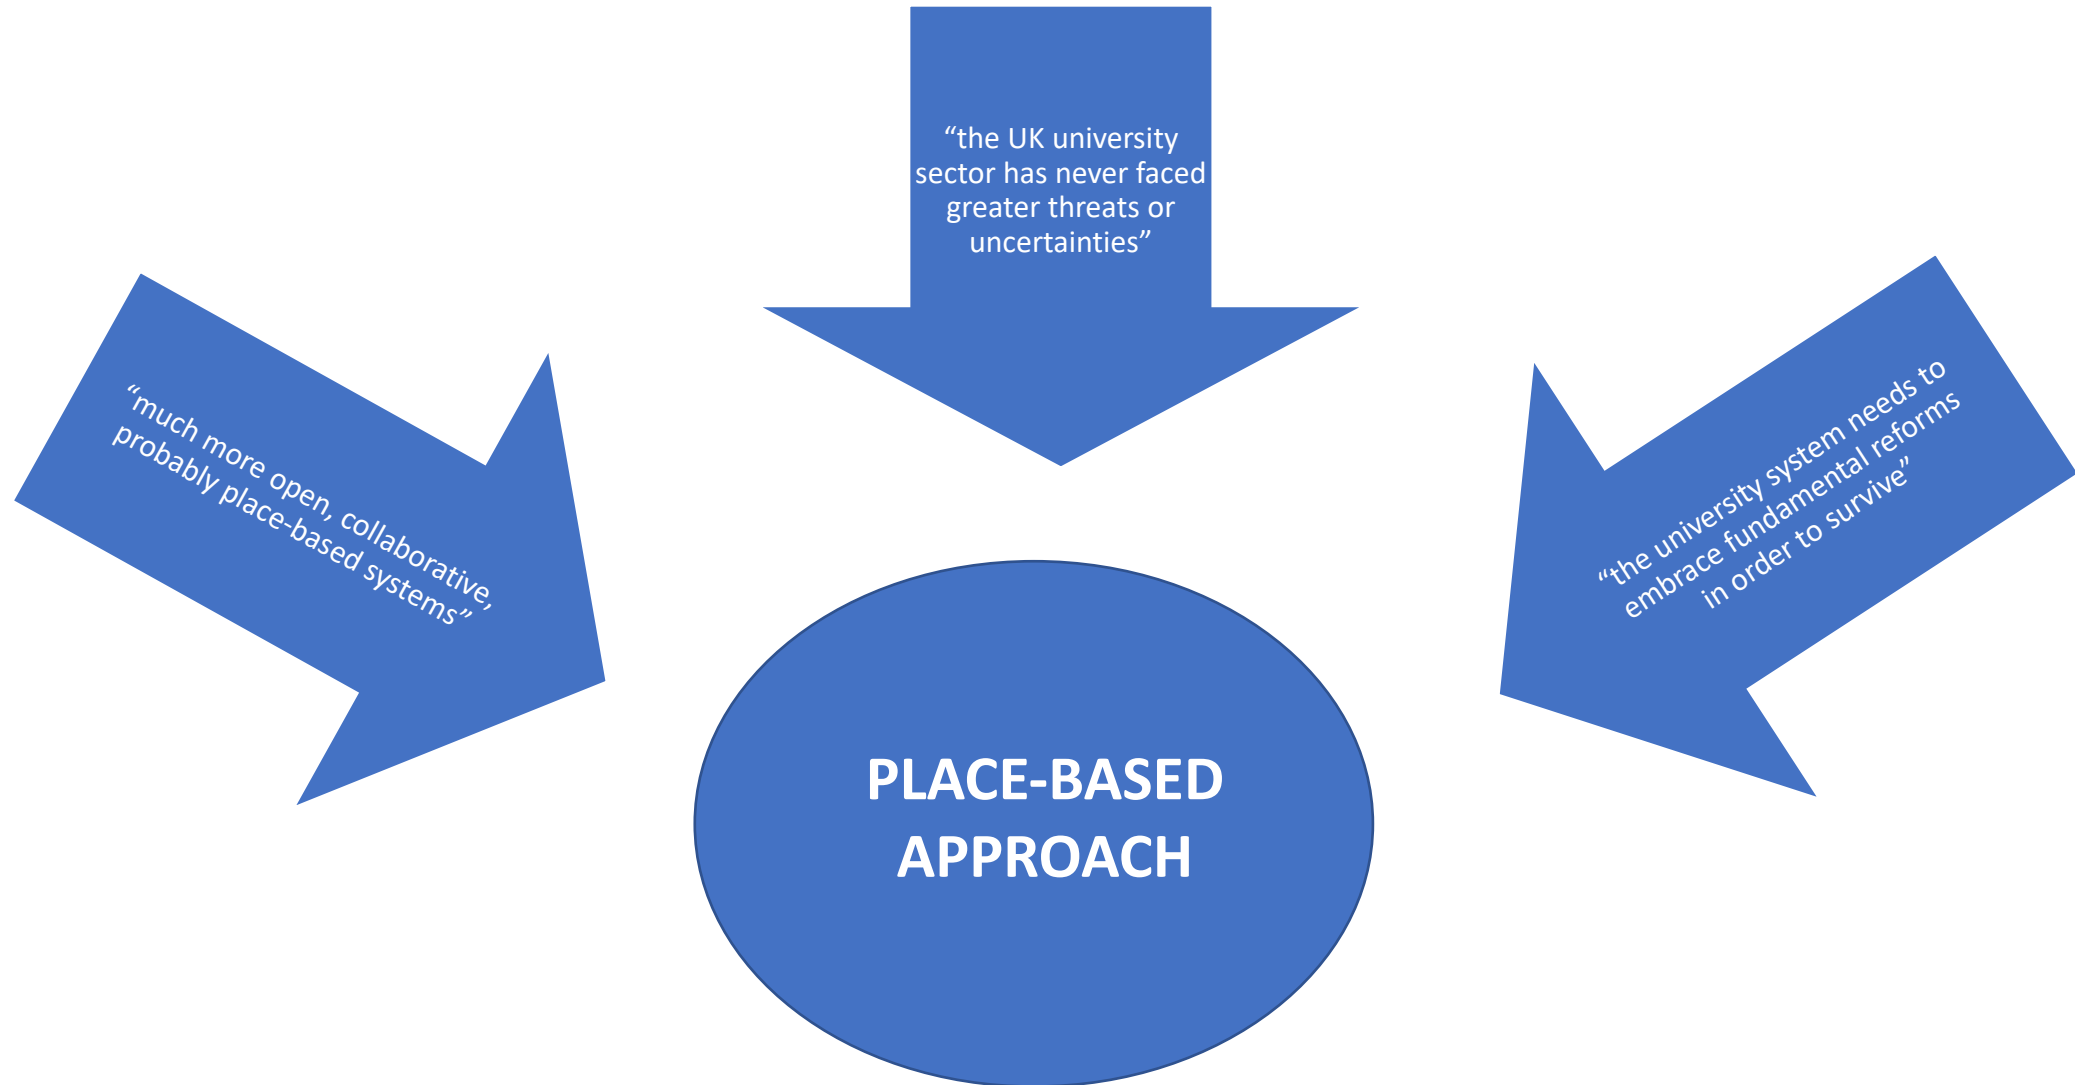 “the UK university
sector has never faced
greater threats or
uncertainties”
“much more open, collaborative,
probably place-based systems”
“the university system needs to
embrace fundamental reforms
in order to survive”
PLACE-BASED
APPROACH